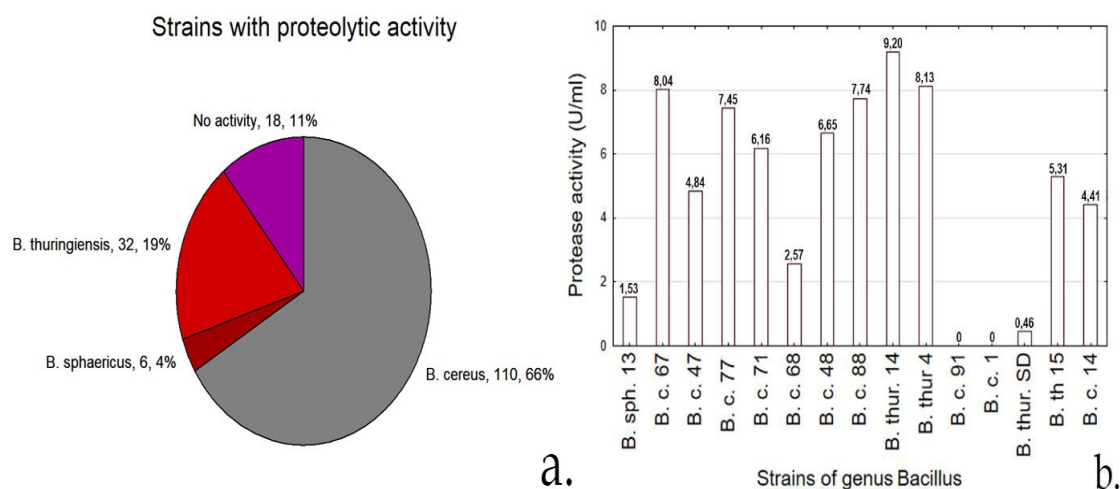 Strains with proteolytic activity
No activity, 18, 11%
B. thuringiensis, 32, 19%
B. sphaericus, 6, 4%
B. cereus, 110, 66%
a.
Protease activity (U/ml)
10
8
6
4
2
0
1,53
8,04
4,84
7,45
6,16
2,57
6,65
7,74
9,20
8,13
0
0
0,46
5,31
4,41
B. sph. 13
B. c. 67
B. c. 47
B. c. 77
B. c. 71
B. c. 68
B. c. 48
B. c. 88
B. thur. 14
B. thur 4
B. c. 91
B. c. 1
B. thur. SD
B. th 15
B. c. 14
Strains of genus Bacillus
b.